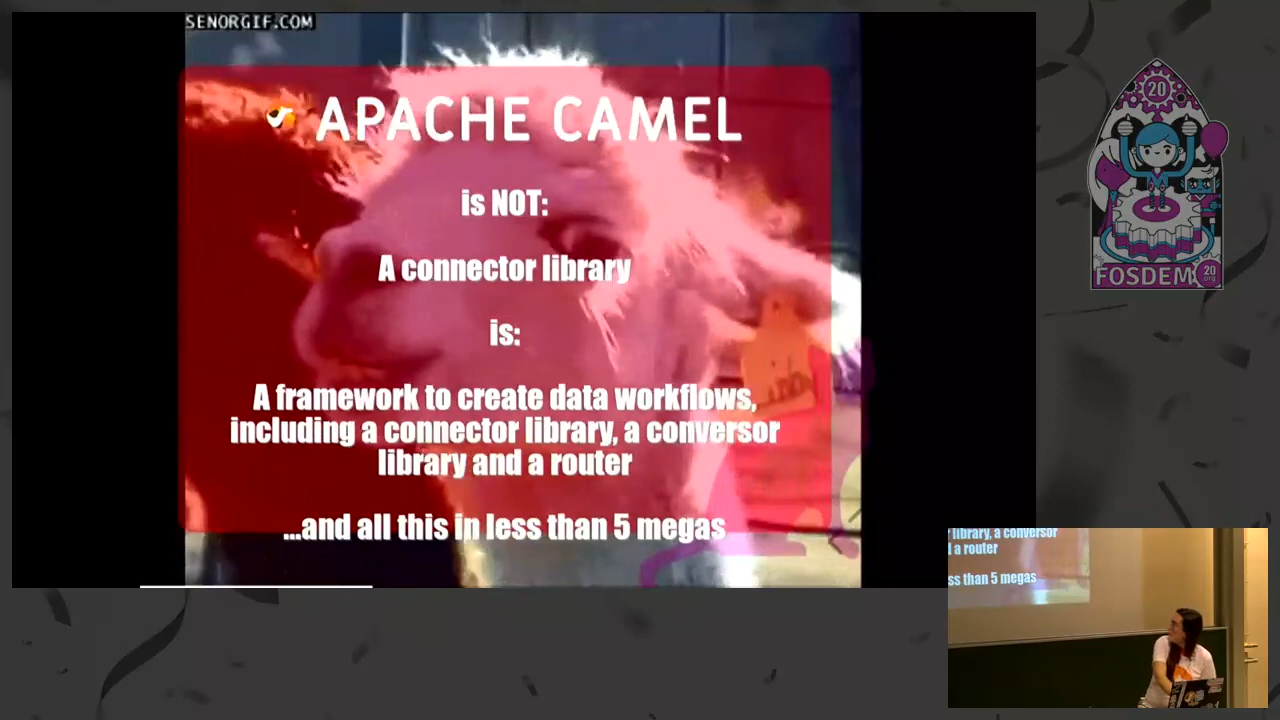 SENORGIF.COM
APACHE CAMEL
is NOT:
A connector library
is:
A framework to create data workflows,
including a connector library, a conversor
library and a router
...and all this in less than 5 megas
20
FOSDEM 20
.org
library, a conversor
a router
ss than 5 megas